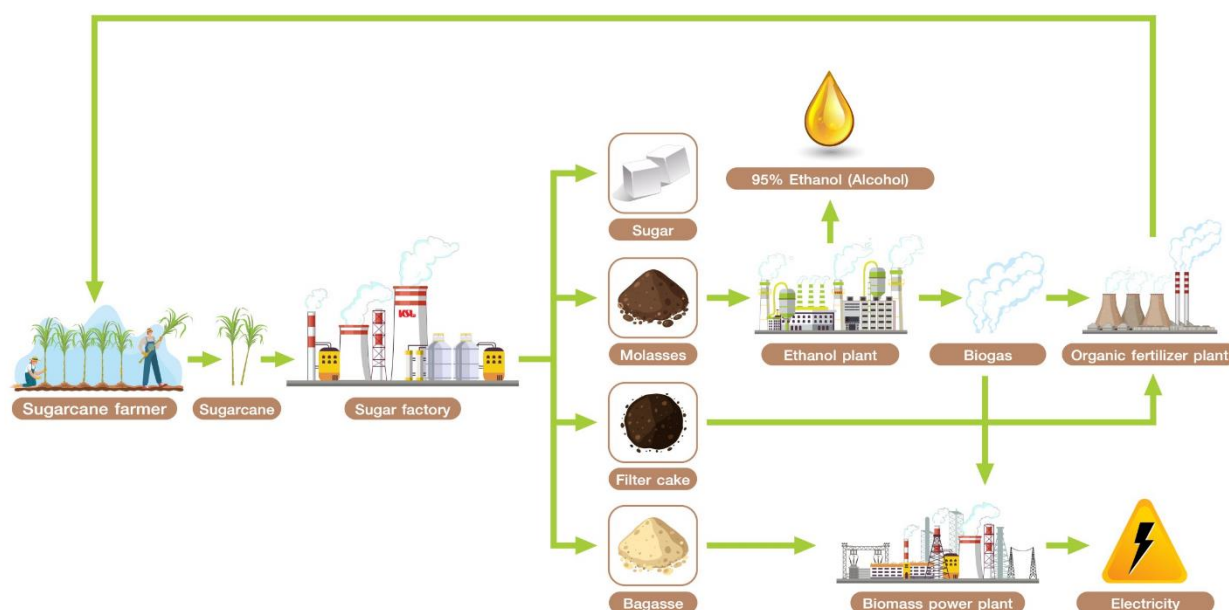 95% Ethanol (Alcohol)
Sugar
KSL
Molasses
Ethanol plant
Biogas
Organic fertilizer plant
Sugarcane farmer
Sugarcane
Sugar factory
Filter cake
Bagasse
Biomass power plant
Electricity